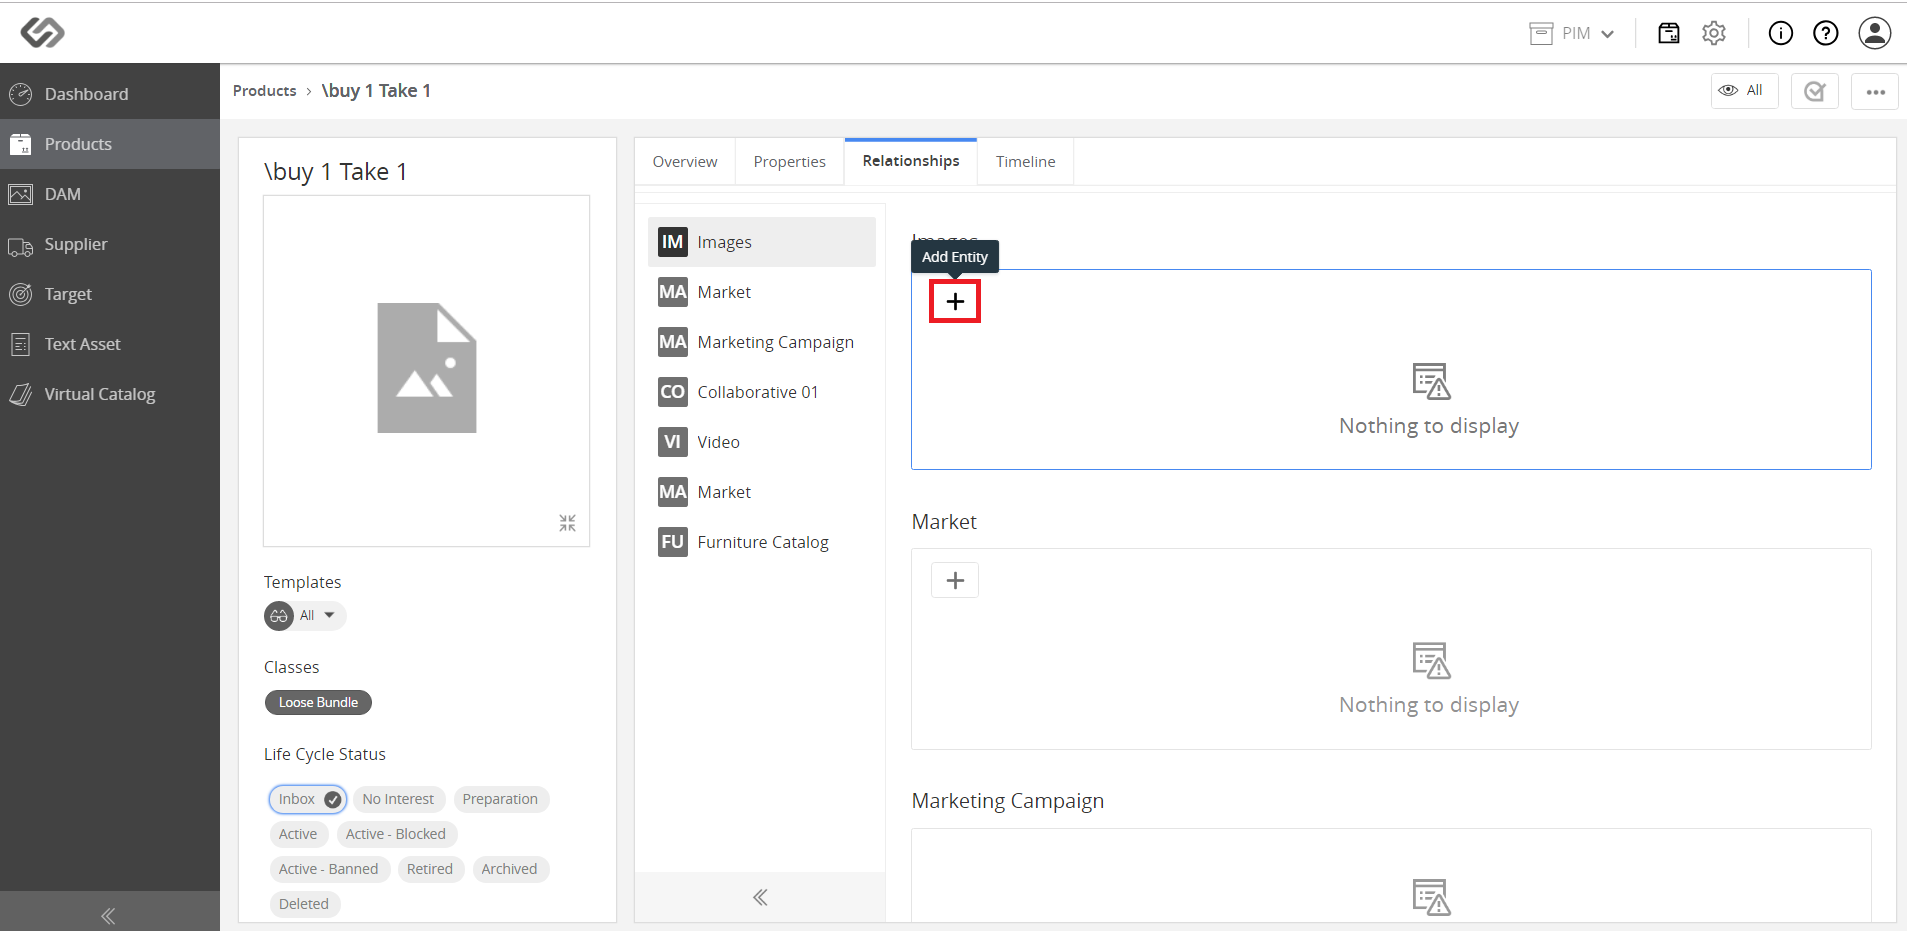 PIM
Dashboard
Products
DAM
Supplier
Target
Text Asset
Virtual Catalog
Products › \buy 1 Take 1
All
\buy 1 Take 1
Templates
All
Classes
Loose Bundle
Life Cycle Status
Inbox
No Interest
Preparation
Active
Active - Blocked
Active - Banned
Retired
Archived
Deleted
Overview
Properties
Relationships
Timeline
IM Images
MA Market
MA Marketing Campaign
CO Collaborative 01
VI Video
MA Market
FU Furniture Catalog
Images
Add Entity
Nothing to display
Market
Nothing to display
Marketing Campaign